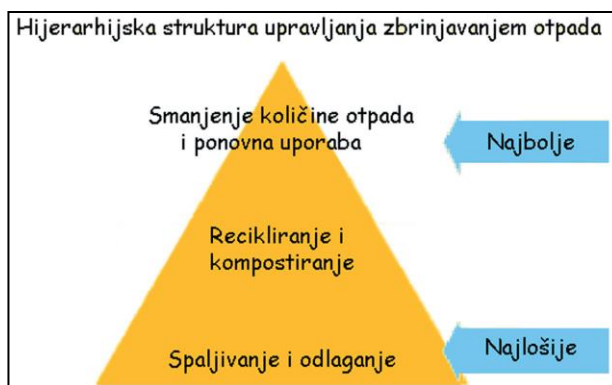 Hijerarhijska struktura upravljanja zbrinjavanjem otpada
Smanjenje količine otpada
i ponovna uporaba
Najbolje
Recikliranje i
kompostiranje
Spaljivanje i odlaganje
Najlošije